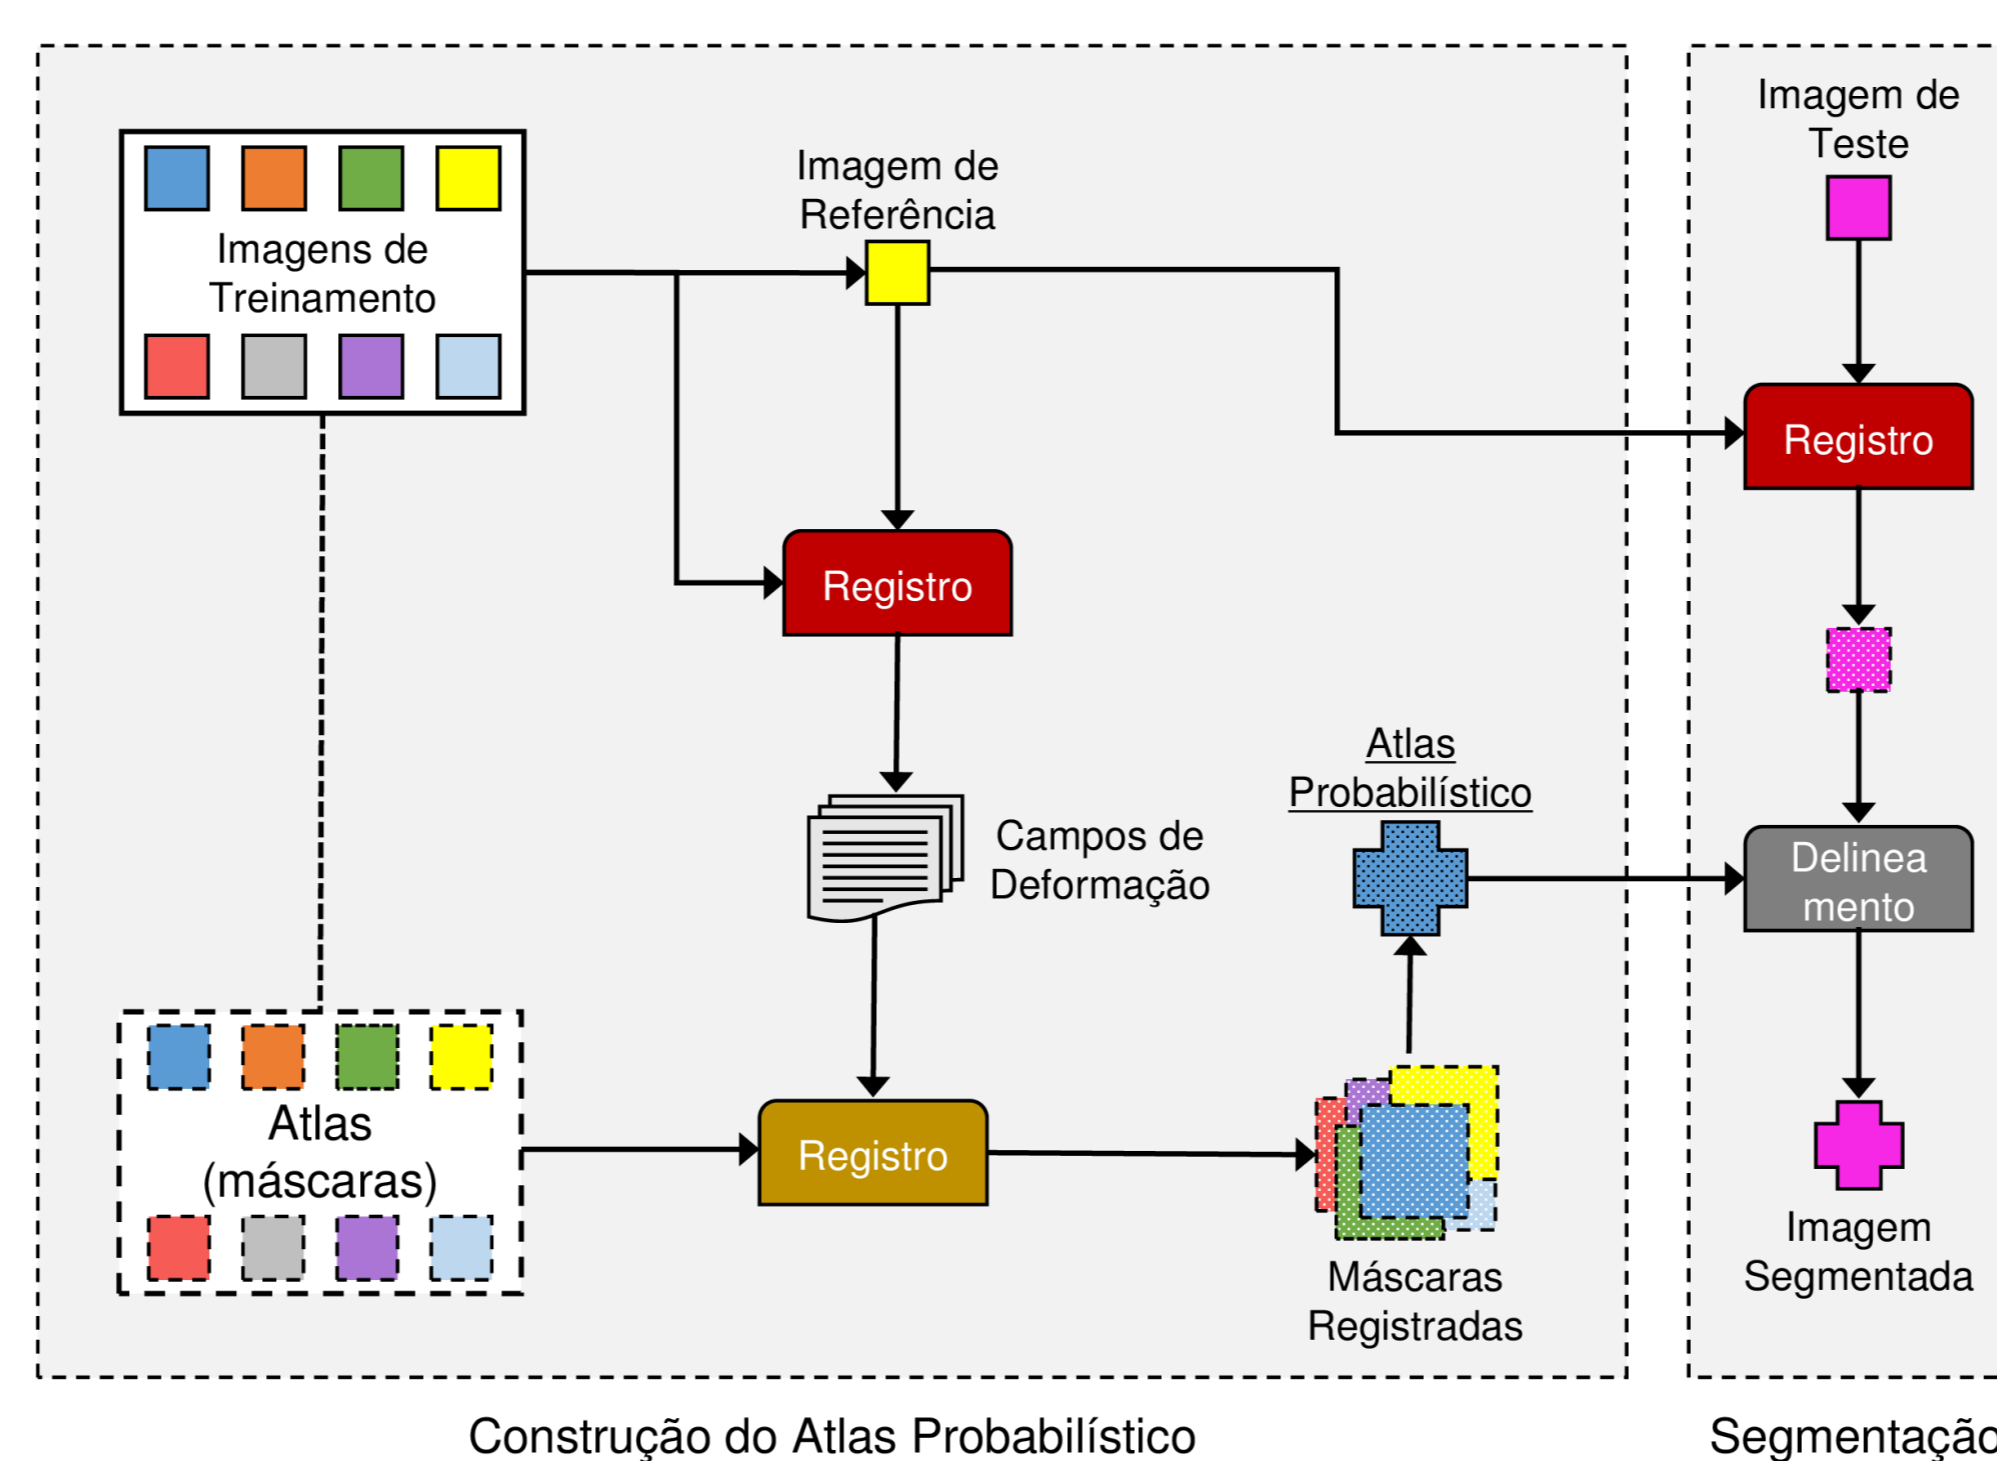 Imagens de
Treinamento
Imagem de
Referência
Registro
Campos de
Deformação
Atlas
(máscaras)
Registro
Máscaras
Registradas
Atlas
Probabilístico
Construção do Atlas Probabilístico
Imagem de
Teste
Registro
Delinea
mento
Imagem
Segmentada
Segmentação